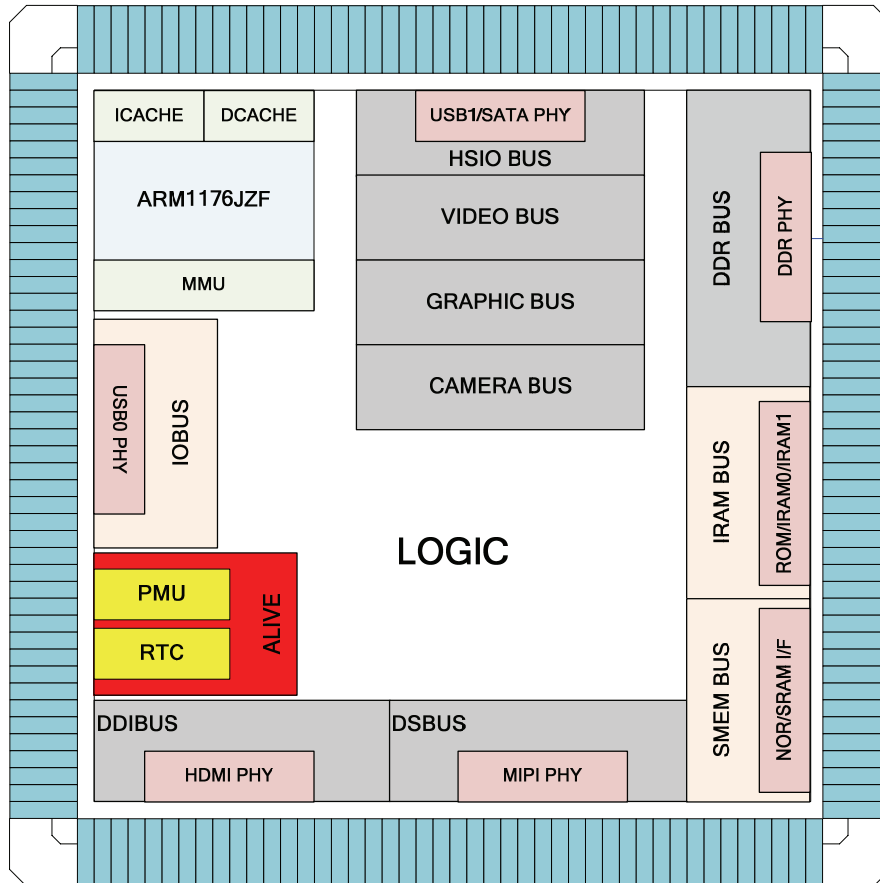 ICACHE
DCACHE
ARM1176JZF
MMU
USB1/SATA PHY
HSIO BUS
VIDEO BUS
GRAPHIC BUS
CAMERA BUS
DDR BUS
DDR PHY
USB0 PHY
IOBUS
IRAM BUS
ROM/IRAM0/IRAM1
LOGIC
PMU
RTC
ALIVE
SMEM BUS
NOR/SRAM I/F
DDIBUS
HDMI PHY
DSBUS
MIPI PHY